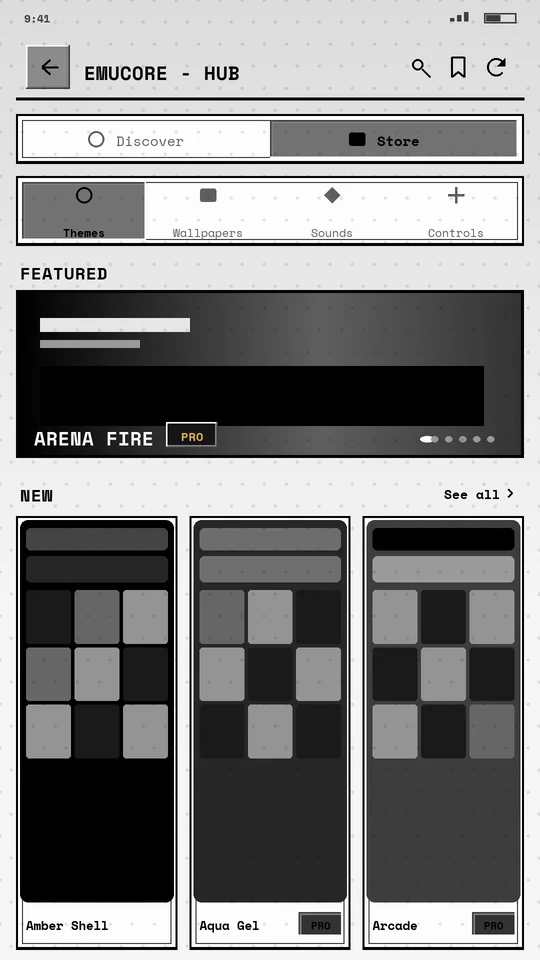 9:41
EMUCORE - HUB
Discover
Store
Themes
Wallpapers
Sounds
Controls
FEATURED
ARENA FIRE
PRO
NEW
See all
Amber Shell
Aqua Gel
PRO
Arcade
PRO